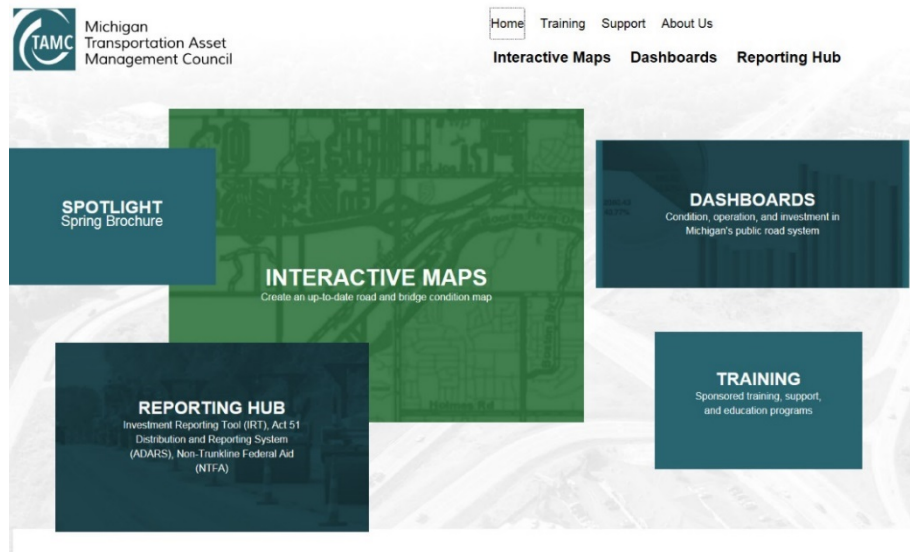 TAMC
Michigan
Transportation Asset
Management Council
Home Training Support About Us
Interactive Maps Dashboards Reporting Hub
SPOTLIGHT
Spring Brochure
INTERACTIVE MAPS
Create an up-to-date road and bridge condition map
Holmes Rd
DASHBOARDS
Condition, operation, and investment in
Michigan's public road system
REPORTING HUB
Investment Reporting Tool (IRT), Act 51
Distribution and Reporting System
(ADARS), Non-Trunkline Federal Aid
(NTFA)
TRAINING
Sponsored training, support,
and education programs